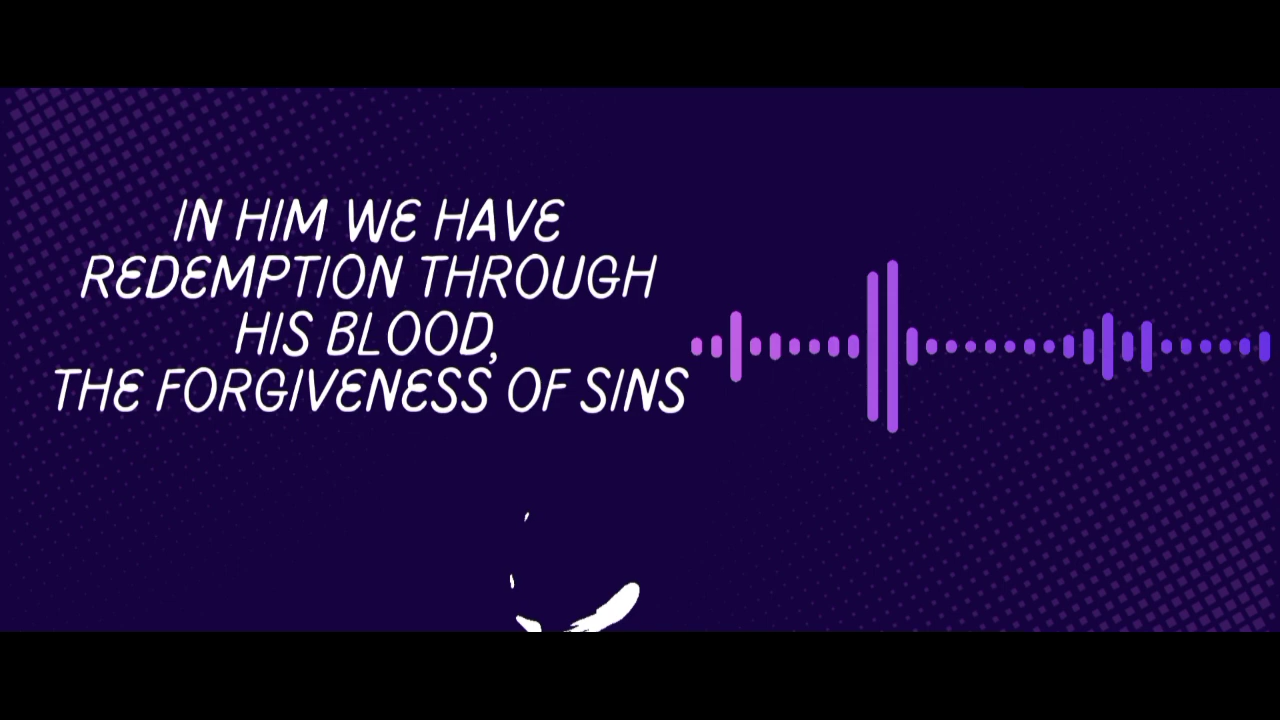 IN HIM WE HAVE
REDEMPTION THROUGH
HIS BLOOD,
THE FORGIVENESS OF SINS